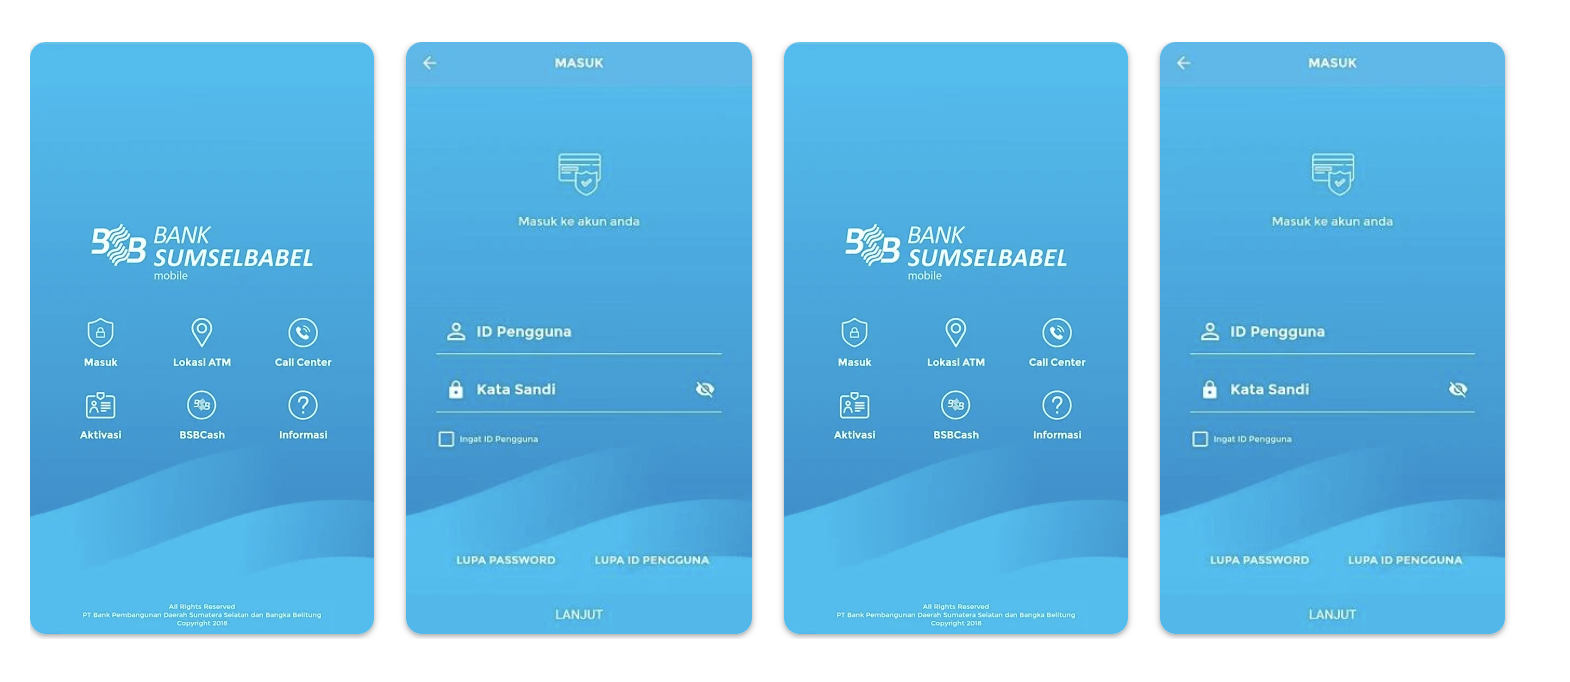 BSB BANK
SUMSELBABEL
mobile
Masuk
Lokasi ATM
Call Center
Aktivasi
BSBCash
Informasi
All Rights Reserved
PT Bank Pembangunan Daerah Sumatera Selatan dan Bangka Belitung
Copyright 2018
MASUK
Masuk ke akun anda
ID Pengguna
Kata Sandi
Ingat ID Pengguna
LUPA PASSWORD
LUPA ID PENGGUNA
LANJUT
BSB BANK
SUMSELBABEL
mobile
Masuk
Lokasi ATM
Call Center
Aktivasi
BSBCash
Informasi
All Rights Reserved
PT Bank Pembangunan Daerah Sumatera Selatan dan Bangka Belitung
Copyright 2018
MASUK
Masuk ke akun anda
ID Pengguna
Kata Sandi
Ingat ID Pengguna
LUPA PASSWORD
LUPA ID PENGGUNA
LANJUT